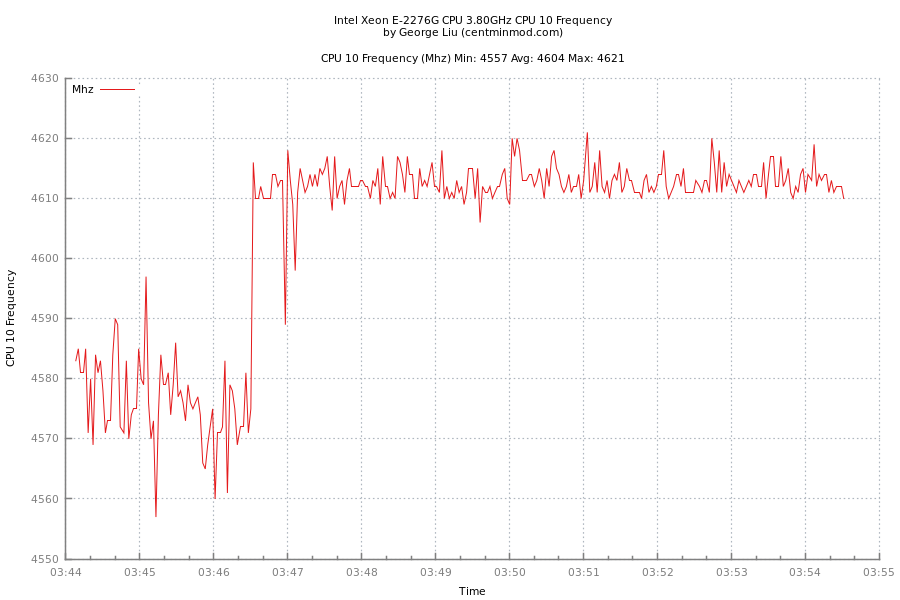 Intel Xeon E-2276G CPU 3.80GHz CPU 10 Frequency
by George Liu (centminmod.com)
CPU 10 Frequency (Mhz) Min: 4557 Avg: 4604 Max: 4621
Mhz
4630
4620
4610
4600
4590
4580
4570
4560
4550
CPU 10 Frequency
03:44 03:45 03:46 03:47 03:48 03:49 03:50 03:51 03:52 03:53 03:54 03:55
Time